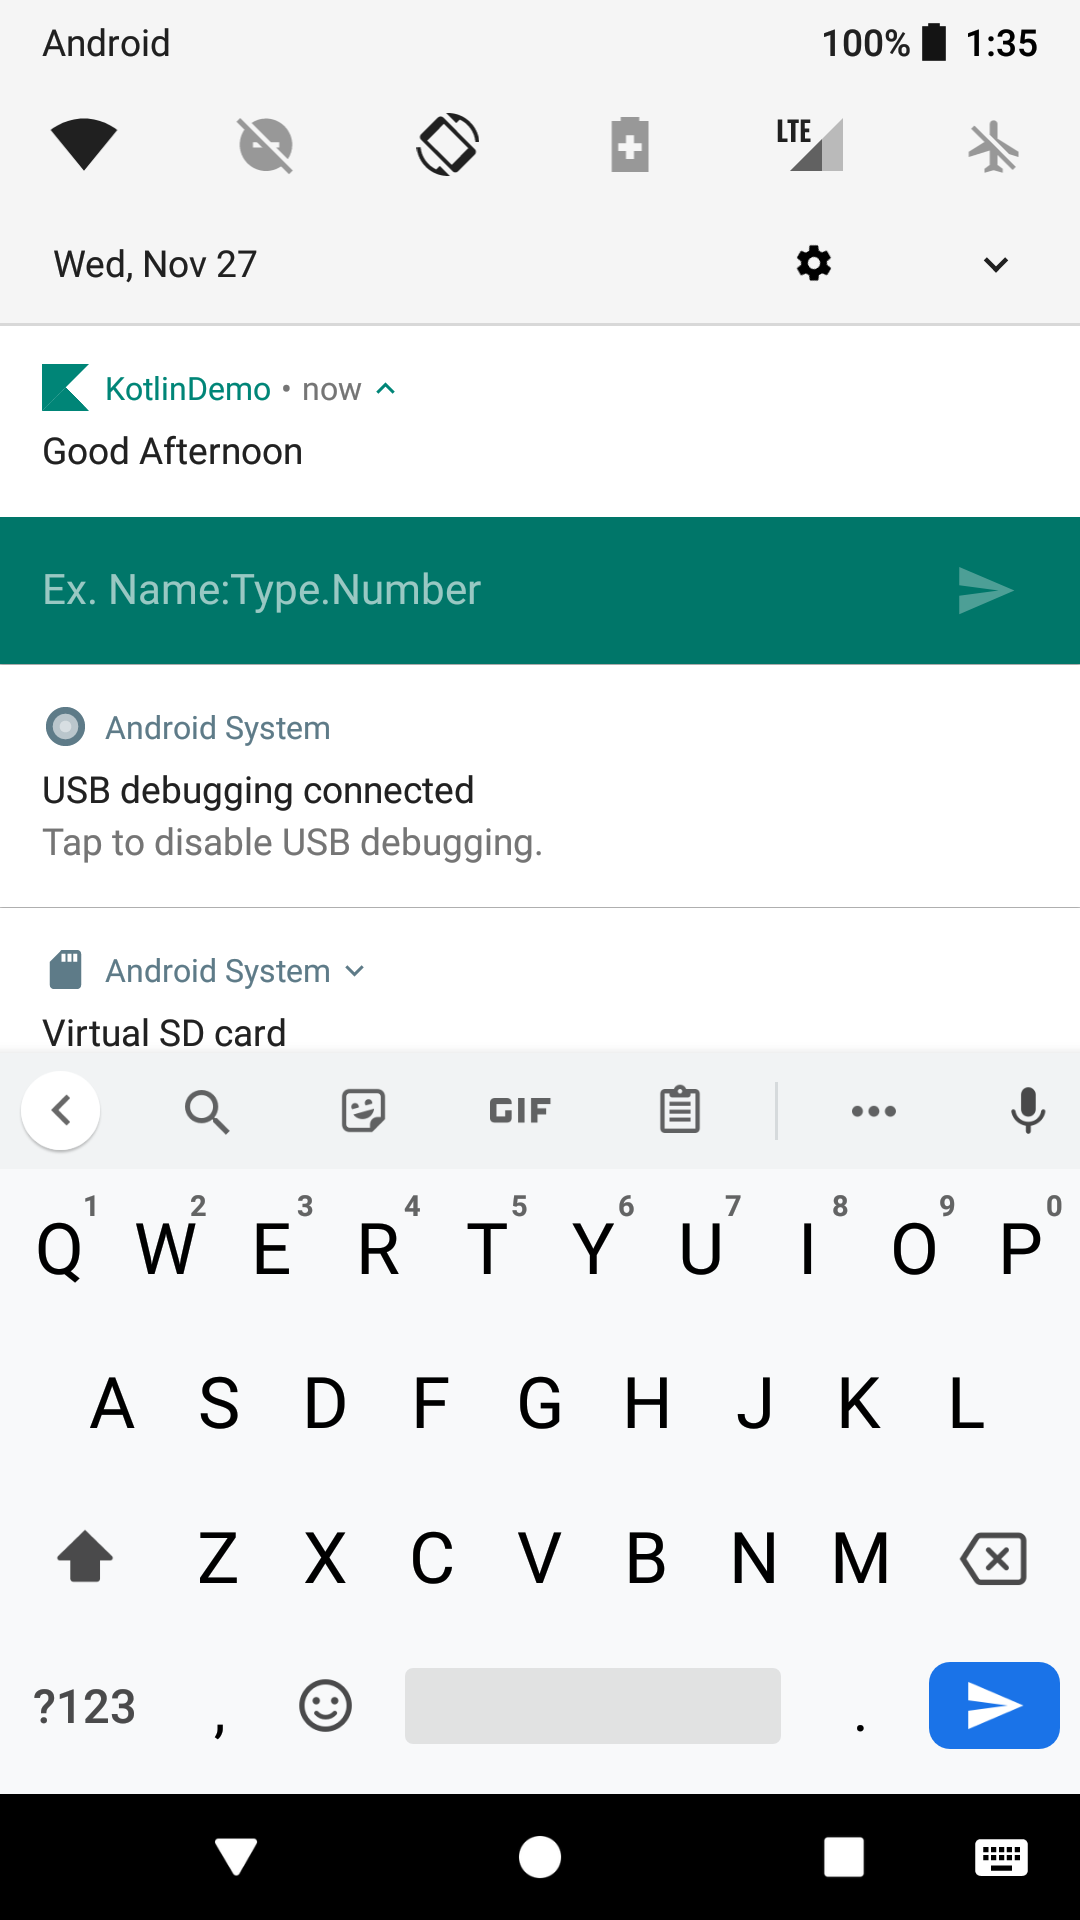 Android 100% 1:35
LTE
Wed, Nov 27
KotlinDemo • now
Good Afternoon
Ex. Name:Type.Number
Android System
USB debugging connected
Tap to disable USB debugging.
Android System
Virtual SD card
GIF
1 2 3 4 5 6 7 8 9 0
Q W E R T Y U I O P
A S D F G H J K L
Z X C V B N M
?123 , .